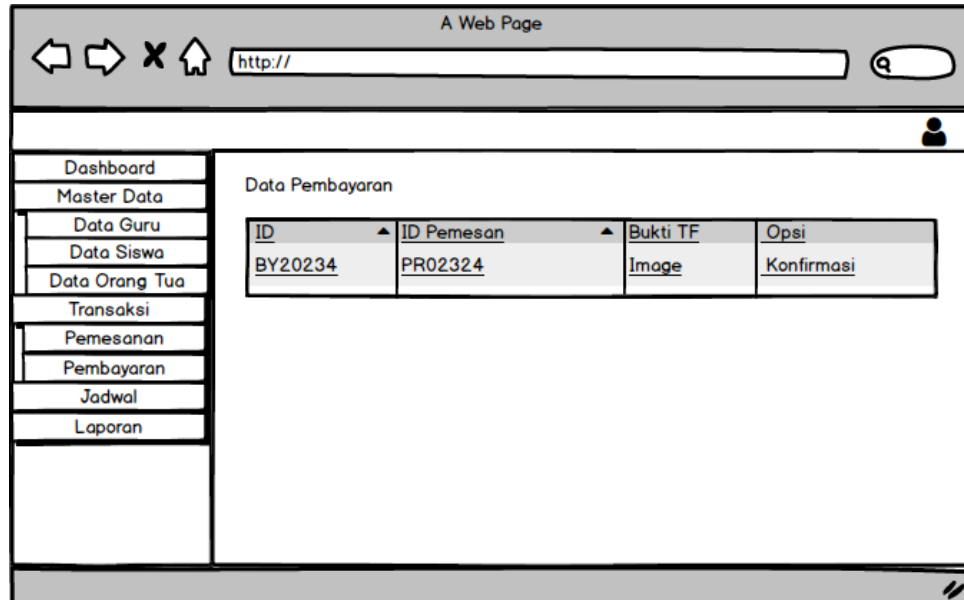 A Web Page
http://
Dashboard
Master Data
Data Guru
Data Siswa
Data Orang Tua
Transaksi
Pemesanan
Pembayaran
Jadwal
Laporan
Data Pembayaran
ID ID Pemesan Bukti TF Opsi
BY20234 PR02324 Image Konfirmasi